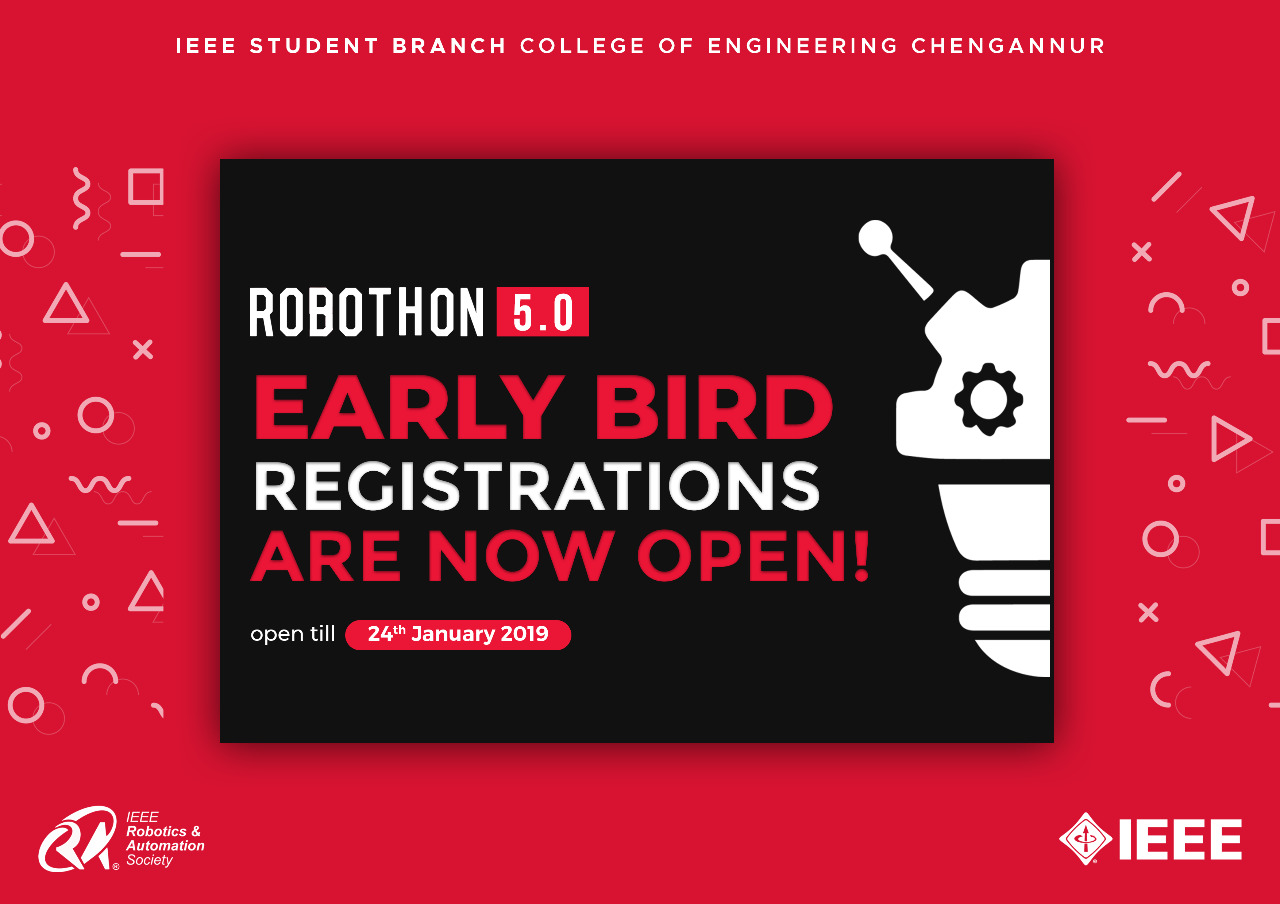 IEEE STUDENT BRANCH COLLEGE OF ENGINEERING CHENGANNUR
ROBOTHON 5.0
EARLY BIRD
REGISTRATIONS
ARE NOW OPEN!
open till 24th January 2019
IEEE
Robotics &
Automation
Society
RA ®
IEEE